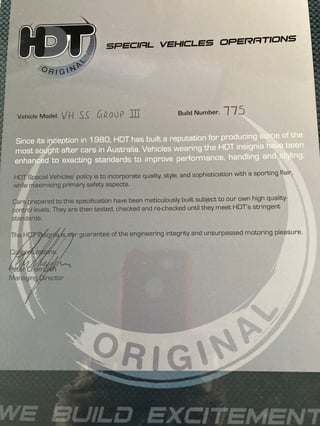 HDT
ORIGINAL
SPECIAL VEHICLES OPERATIONS
Vehicle Model: VH SS GROUP III Build Number: 775
Since its inception in 1980, HDT has built a reputation for producing some of the
most sought after cars in Australia. Vehicles wearing the HDT insignia have been
enhanced to exacting standards to improve performance, handling and styling.
HDT Special Vehicles' policy is to incorporate quality, style, and sophistication with a sporting flair,
while maximising primary safety aspects.
Cars prepared to this specification have been meticulously built subject to our own high quality-
control levels. They are then tested, checked and re-checked until they meet HDT's stringent
standards.
The HDT insignia is our guarantee of the engineering integrity and unsurpassed motoring pleasure.
Congratulations,
Peter Champion
Managing Director
ORIGINAL
WE BUILD EXCITEMENT